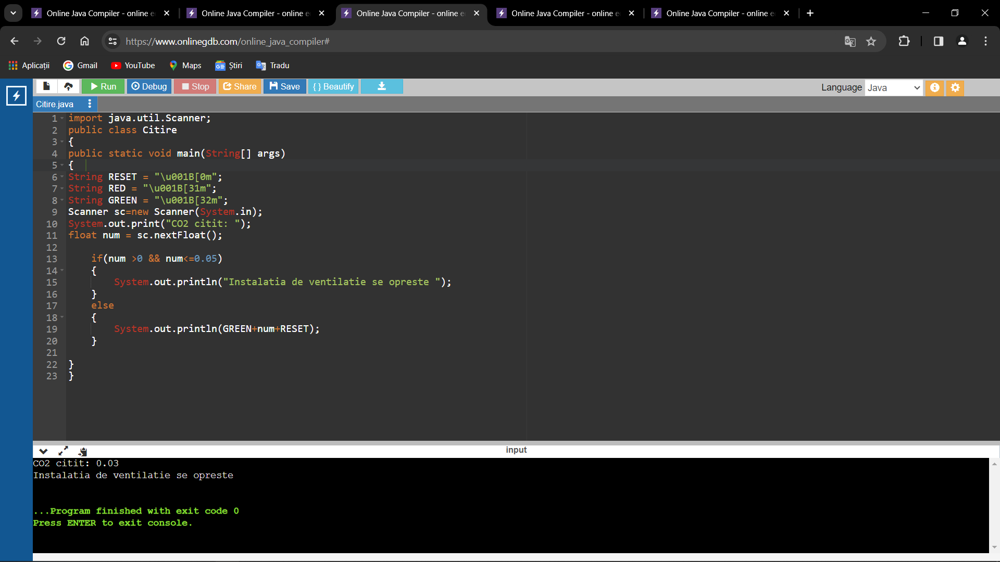 Online Java Compiler - online e
Online Java Compiler - online e
Online Java Compiler - online e
Online Java Compiler - online e
Online Java Compiler - online e
https://www.onlinegdb.com/online_java_compiler#
Aplicații
Gmail
YouTube
Maps
Știri
Tradu
Run
Debug
Stop
Share
Save
{ } Beautify
Language Java
Citire.java
1 import java.util.Scanner;
2 public class Citire
3 {
4 public static void main(String[] args)
5 {
6 String RESET = "\u001B[0m";
7 String RED = "\u001B[31m";
8 String GREEN = "\u001B[32m";
9 Scanner sc=new Scanner(System.in);
10 System.out.print("CO2 citit: ");
11 float num = sc.nextFloat();
12
13 if(num >0 && num<=0.05)
14 {
15 System.out.println("Instalatia de ventilatie se opreste ");
16 }
17 else
18 {
19 System.out.println(GREEN+num+RESET);
20 }
21
22 }
23 }
input
CO2 citit: 0.03
Instalatia de ventilatie se opreste
...Program finished with exit code 0
Press ENTER to exit console.